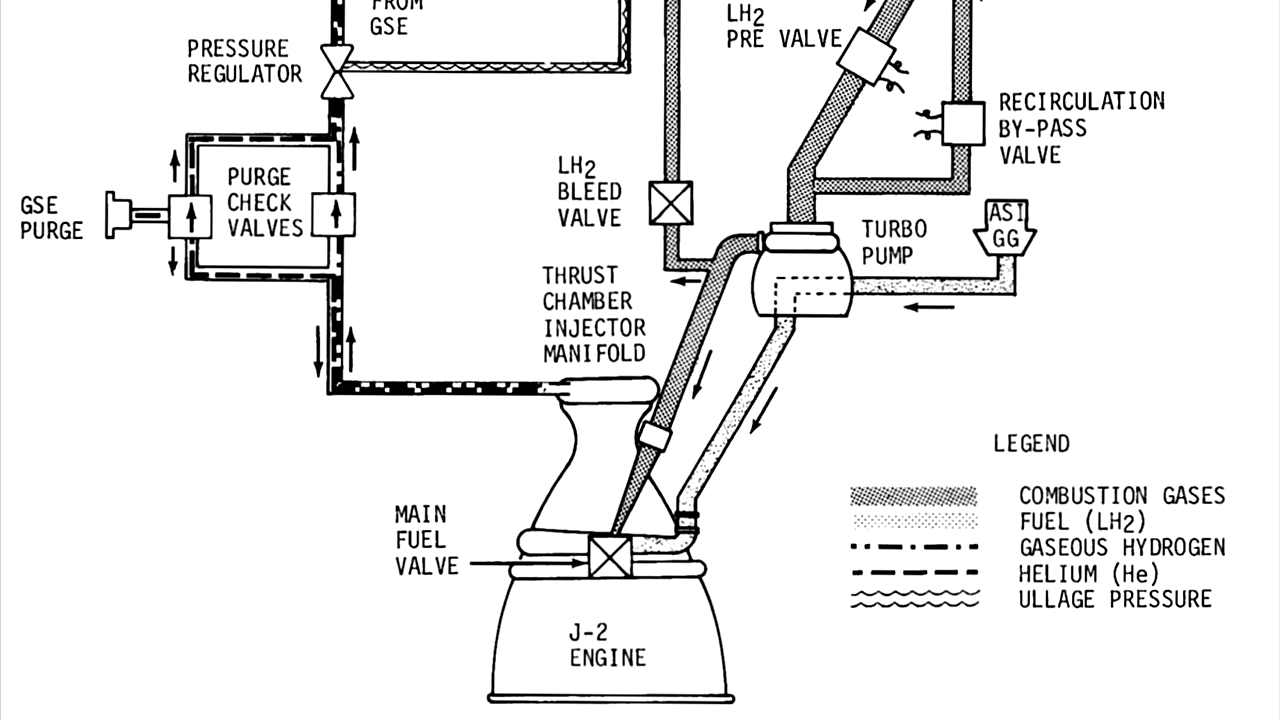 FROM
GSE
LH2
PRE VALVE
PRESSURE
REGULATOR
RECIRCULATION
BY-PASS
VALVE
LH2
BLEED
VALVE
PURGE
CHECK
VALVES
GSE
PURGE
ASI
GG
TURBO
PUMP
THRUST
CHAMBER
INJECTOR
MANIFOLD
LEGEND
COMBUSTION GASES
FUEL (LH2)
GASEOUS HYDROGEN
HELIUM (He)
ULLAGE PRESSURE
MAIN
FUEL
VALVE
J-2
ENGINE